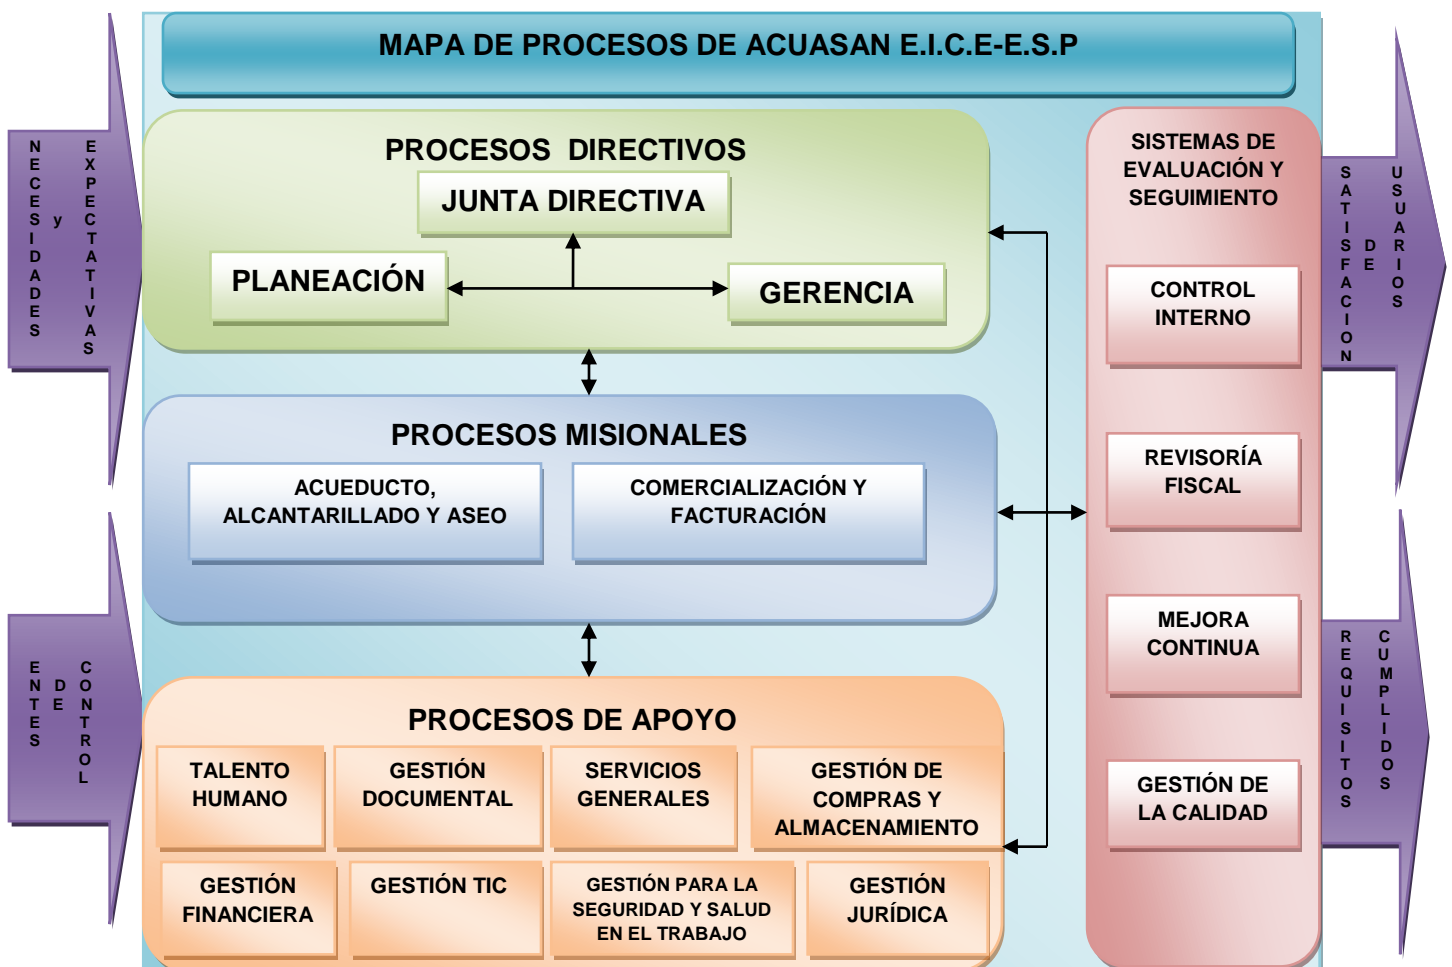 MAPA DE PROCESOS DE ACUASAN E.I.C.E-E.S.P
NECESIDADES
y
EXPECTATIVAS
PROCESOS DIRECTIVOS
JUNTA DIRECTIVA
PLANEACIÓN
GERENCIA
PROCESOS MISIONALES
ACUEDUCTO,
ALCANTARILLADO Y ASEO
COMERCIALIZACIÓN Y
FACTURACIÓN
ENTES
DE
CONTROL
PROCESOS DE APOYO
TALENTO
HUMANO
GESTIÓN
DOCUMENTAL
SERVICIOS
GENERALES
GESTIÓN DE
COMPRAS Y
ALMACENAMIENTO
GESTIÓN
FINANCIERA
GESTIÓN TIC
GESTIÓN PARA LA
SEGURIDAD Y SALUD
EN EL TRABAJO
GESTIÓN
JURÍDICA
SISTEMAS DE
EVALUACIÓN Y
SEGUIMIENTO
CONTROL
INTERNO
REVISORÍA
FISCAL
MEJORA
CONTINUA
GESTIÓN DE
LA CALIDAD
SATISFACION
DE
USUARIOS
REQUISITOS
CUMPLIDOS